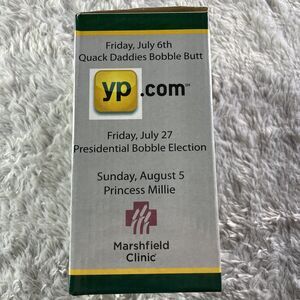 Friday, July 6th
Quack Daddies Bobble Butt
yp.com℠
Friday, July 27
Presidential Bobble Election
Sunday, August 5
Princess Millie
Marshfield
Clinic®